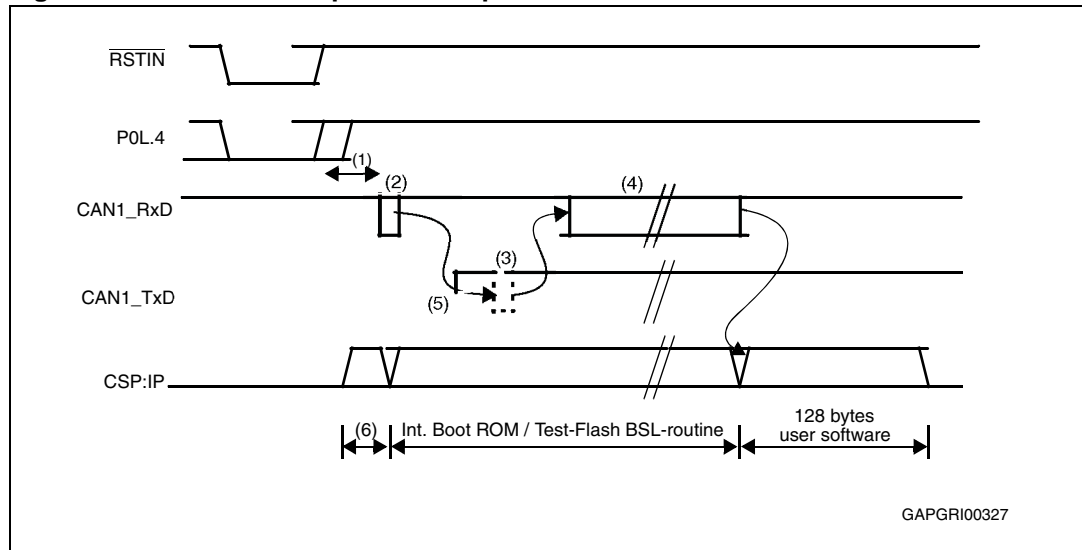 RSTIN
P0L.4
(1)
(2)
(4)
CAN1_RxD
(3)
(5)
CAN1_TxD
CSP:IP
(6)
Int. Boot ROM / Test-Flash BSL-routine
128 bytes
user software
GAPGRI00327